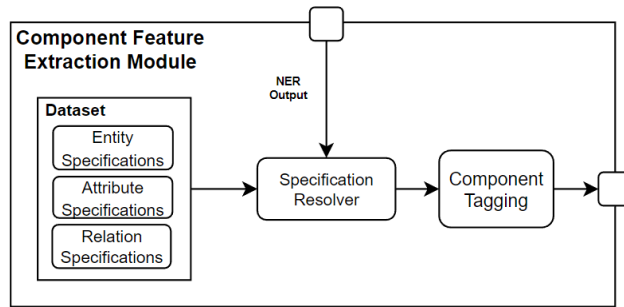 Component Feature
Extraction Module
NER
Output
Dataset
Entity
Specifications
Attribute
Specifications
Relation
Specifications
Specification
Resolver
Component
Tagging